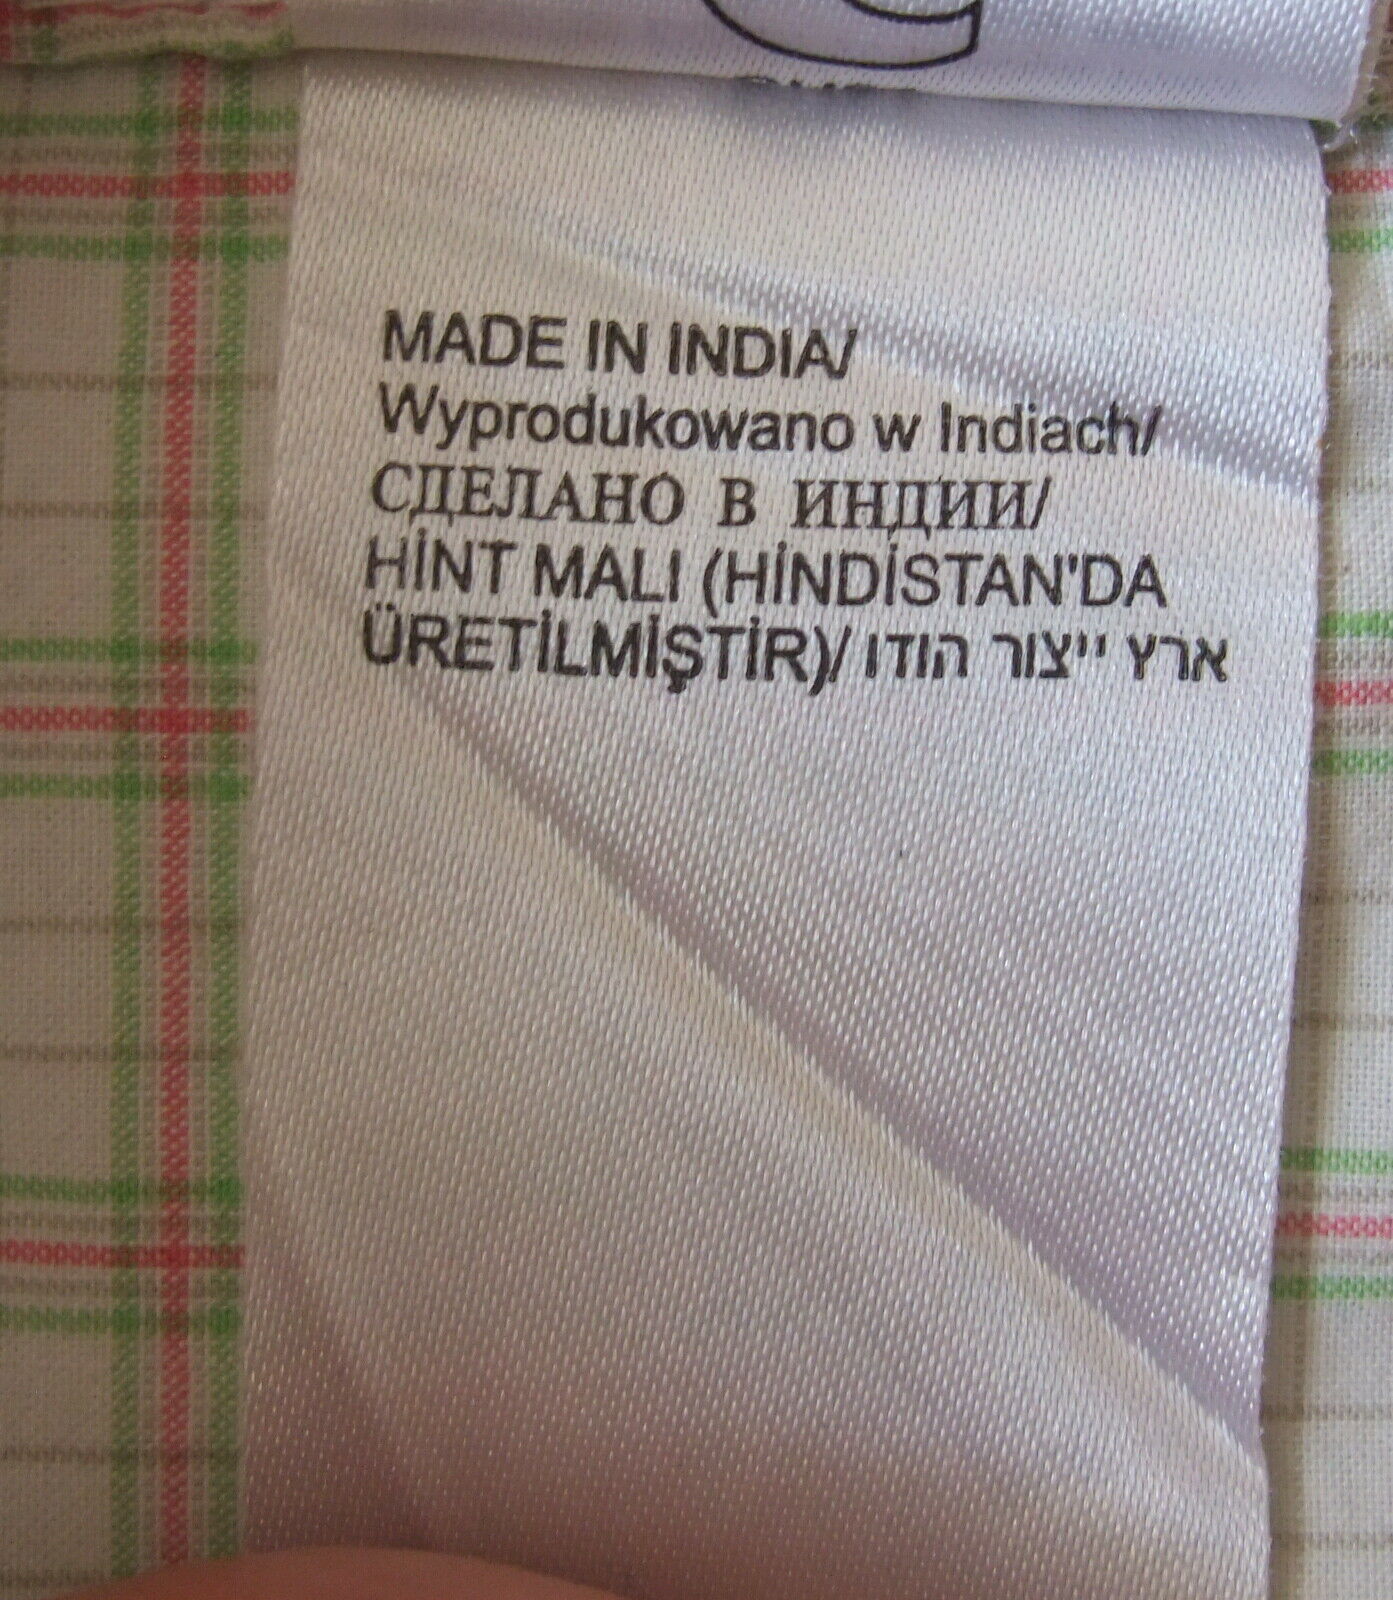 MADE IN INDIA/
Wyprodukowano w Indiach/
СДЕЛАНО В ИНДИИ/
HİNT MALI (HİNDİSTAN'DA
ÜRETİLMİŞTİR)/ ארץ ייצור הודו